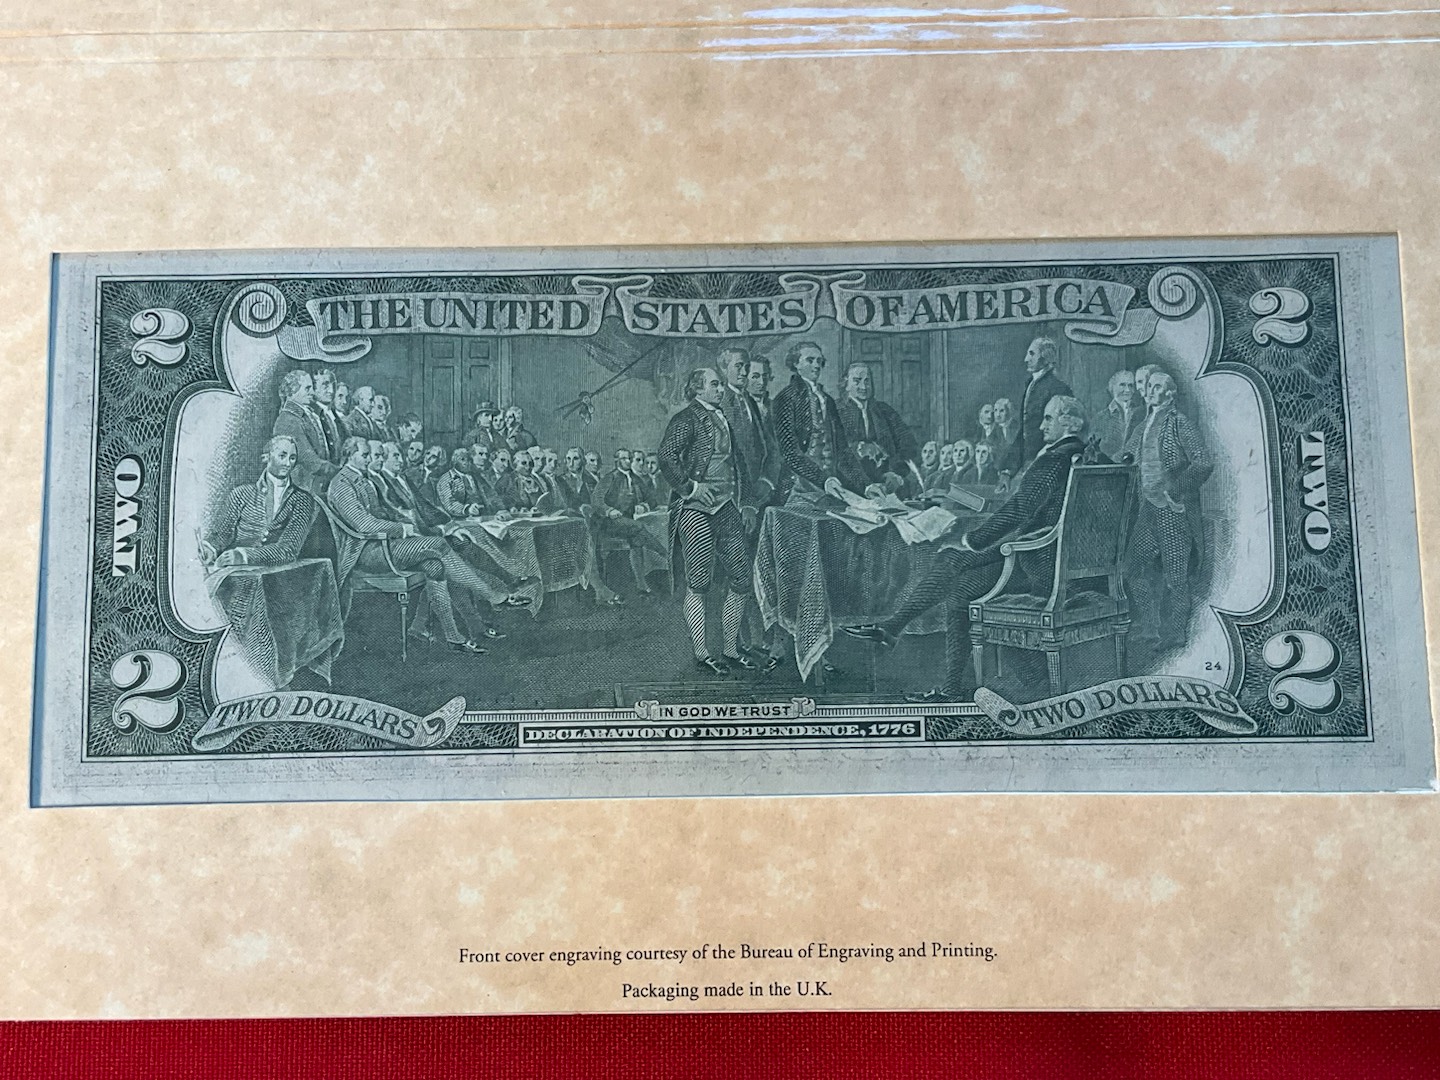 2 THE UNITED STATES OF AMERICA 2
TWO TWO
24
2 TWO DOLLARS IN GOD WE TRUST TWO DOLLARS 2
DECLARATION OF INDEPENDENCE, 1776
Front cover engraving courtesy of the Bureau of Engraving and Printing.
Packaging made in the U.K.